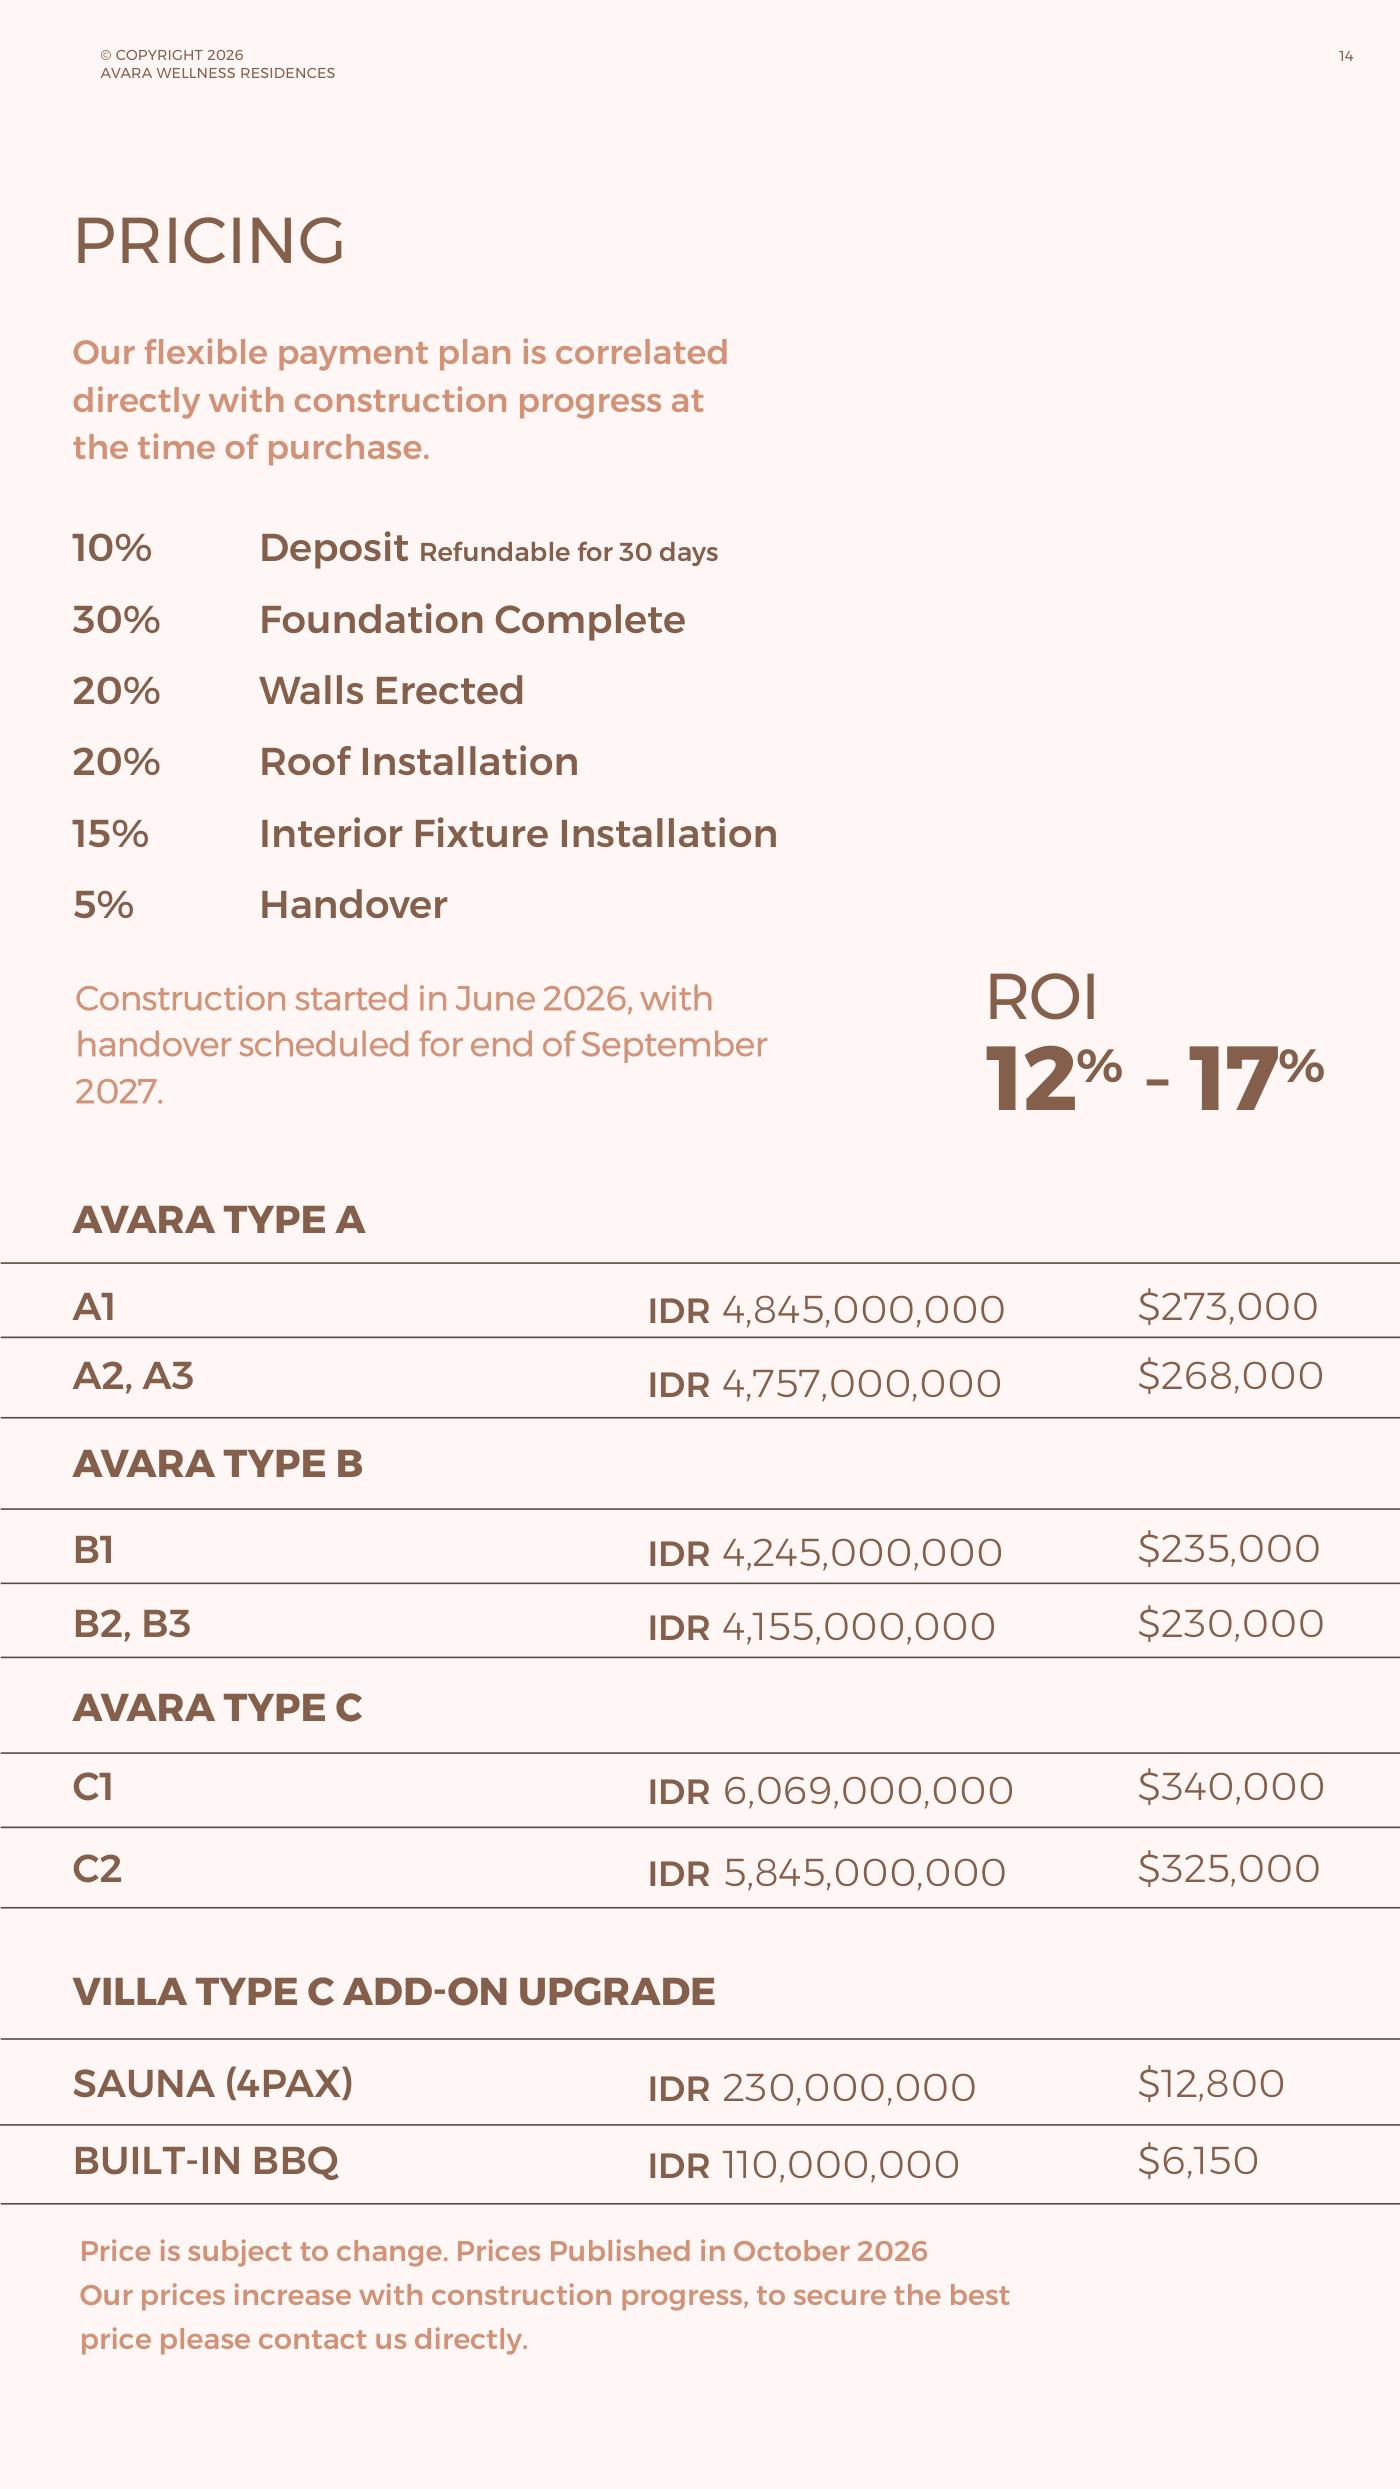 © COPYRIGHT 2026
AVARA WELLNESS RESIDENCES
14
PRICING
Our flexible payment plan is correlated
directly with construction progress at
the time of purchase.
10% Deposit Refundable for 30 days
30% Foundation Complete
20% Walls Erected
20% Roof Installation
15% Interior Fixture Installation
5% Handover
Construction started in June 2026, with
handover scheduled for end of September
2027.
ROI
12% - 17%
AVARA TYPE A
A1 IDR 4,845,000,000 $273,000
A2, A3 IDR 4,757,000,000 $268,000
AVARA TYPE B
B1 IDR 4,245,000,000 $235,000
B2, B3 IDR 4,155,000,000 $230,000
AVARA TYPE C
C1 IDR 6,069,000,000 $340,000
C2 IDR 5,845,000,000 $325,000
VILLA TYPE C ADD-ON UPGRADE
SAUNA (4PAX) IDR 230,000,000 $12,800
BUILT-IN BBQ IDR 110,000,000 $6,150
Price is subject to change. Prices Published in October 2026
Our prices increase with construction progress, to secure the best
price please contact us directly.